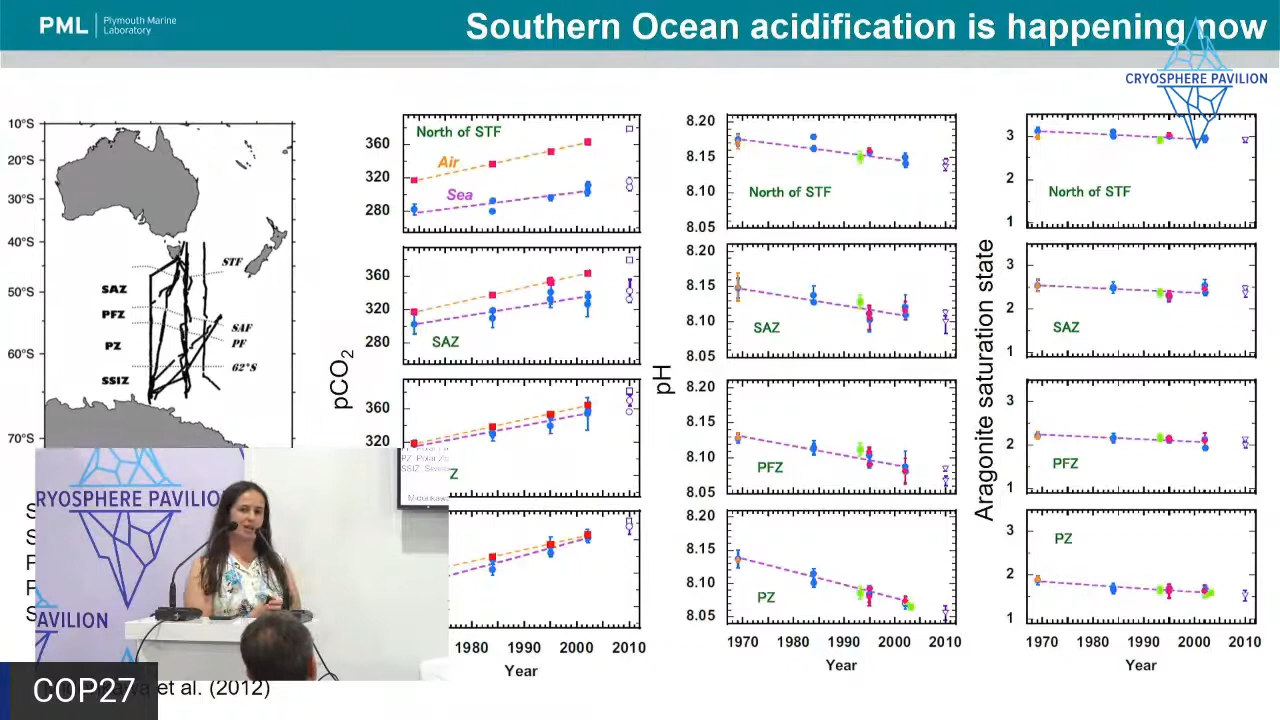 PML
Plymouth Marine
Laboratory
Southern Ocean acidification is happening now
CRYOSPHERE PAVILION
10°S
20°S
30°S
40°S
50°S
60°S
70°S
STF
SAZ
PFZ
SAF
PF
PZ
62°S
SSIZ
pCO2
North of STF
Air
Sea
360
320
280
SAZ
360
320
280
360
320
Z
1980 1990 2000 2010
Year
pH
8.20
8.15
8.10
8.05
North of STF
8.20
8.15
8.10
8.05
SAZ
8.20
8.15
8.10
8.05
PFZ
8.20
8.15
8.10
8.05
PZ
1970 1980 1990 2000 2010
Year
Aragonite saturation state
3
2
1
North of STF
3
2
1
SAZ
3
2
1
PFZ
3
2
1
PZ
1970 1980 1990 2000 2010
Year
RYOSPHERE PAVILIO
AVILION
COP27
et al. (2012)